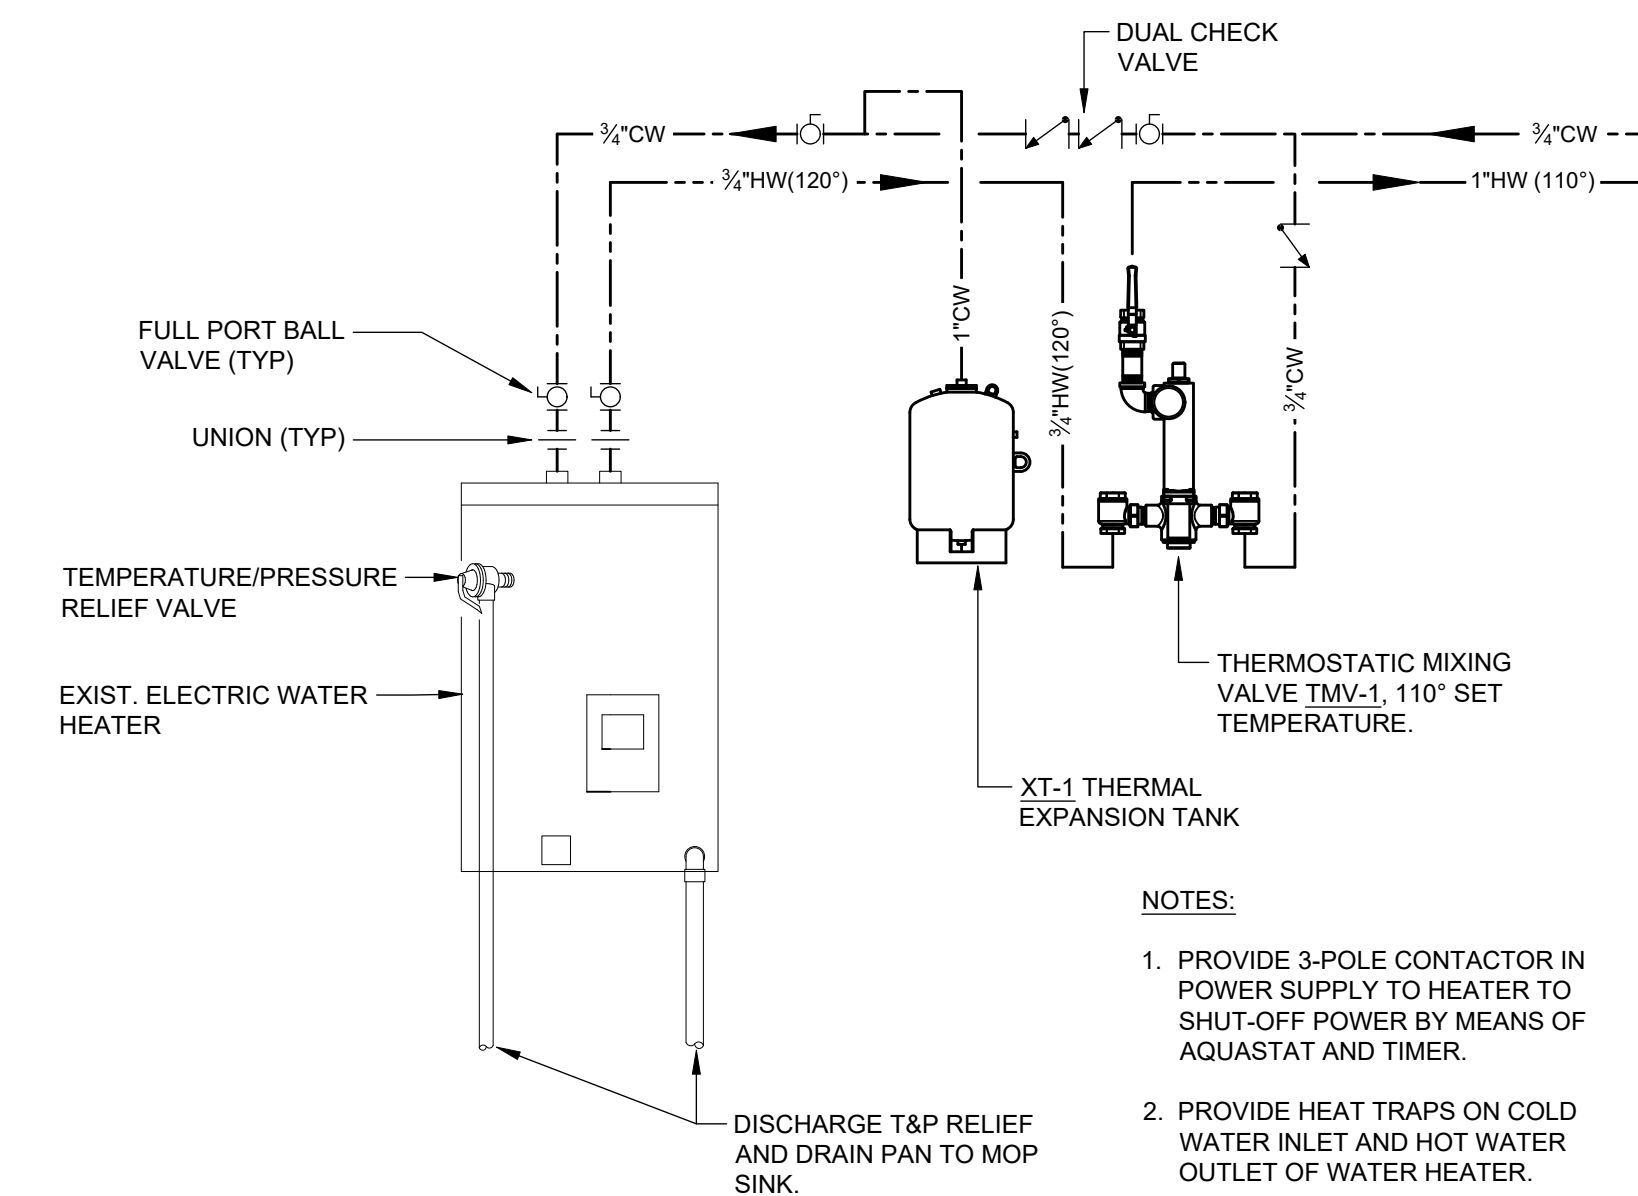 DUAL CHECK
VALVE
¾"CW
¾"CW
¾"HW(120°)
1"HW (110°)
1"CW
¾"HW(120°)
¾"CW
FULL PORT BALL
VALVE (TYP)
UNION (TYP)
TEMPERATURE/PRESSURE
RELIEF VALVE
EXIST. ELECTRIC WATER
HEATER
THERMOSTATIC MIXING
VALVE TMV-1, 110° SET
TEMPERATURE.
XT-1 THERMAL
EXPANSION TANK
DISCHARGE T&P RELIEF
AND DRAIN PAN TO MOP
SINK.
NOTES:
1. PROVIDE 3-POLE CONTACTOR IN
POWER SUPPLY TO HEATER TO
SHUT-OFF POWER BY MEANS OF
AQUASTAT AND TIMER.
2. PROVIDE HEAT TRAPS ON COLD
WATER INLET AND HOT WATER
OUTLET OF WATER HEATER.